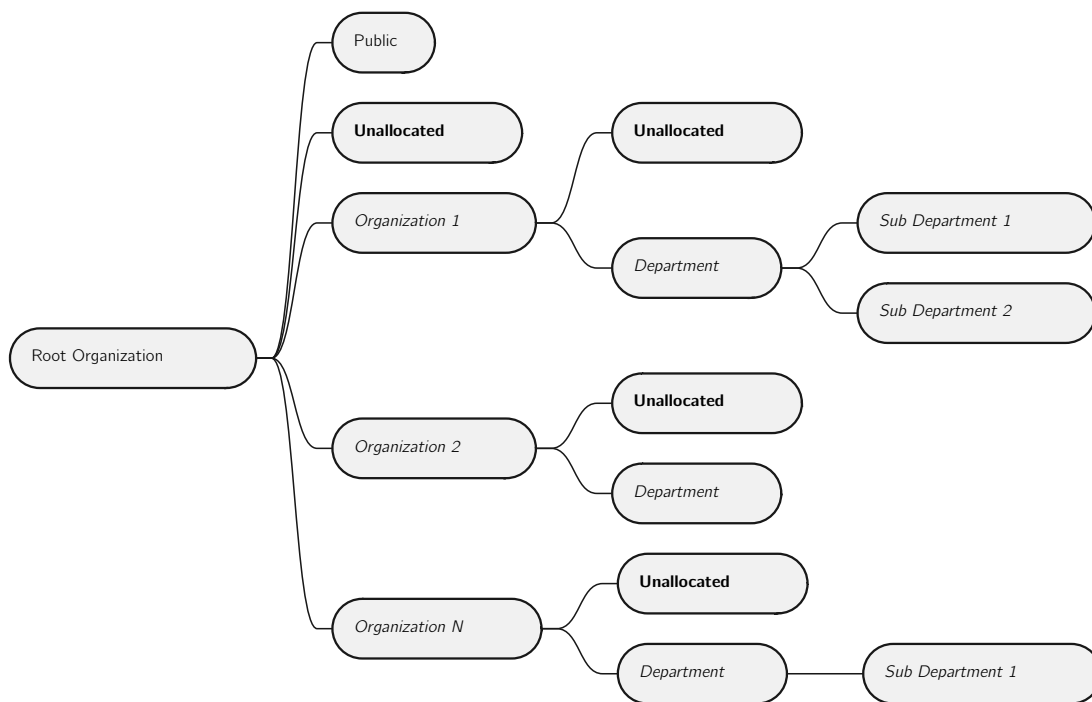 Public
Unallocated
Unallocated
Organization 1
Sub Department 1
Department
Sub Department 2
Root Organization
Unallocated
Organization 2
Department
Unallocated
Organization N
Department
Sub Department 1